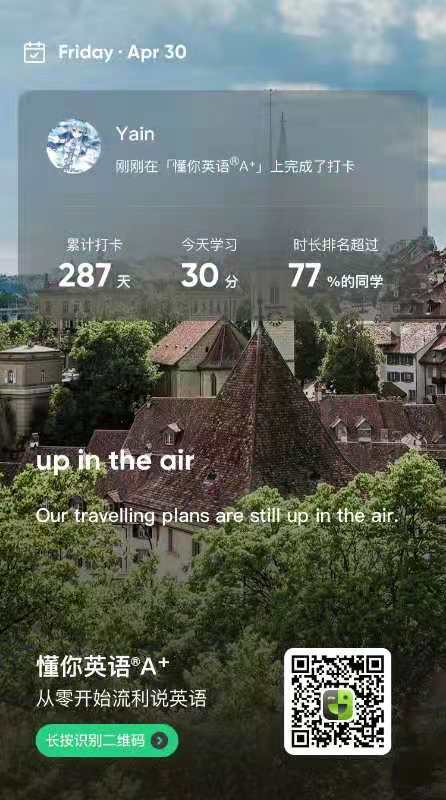 Friday · Apr 30
Yain
刚刚在「懂你英语®A⁺」上完成了打卡
累计打卡 今天学习 时长排名超过
287 天 30 分 77 %的同学
up in the air
Our travelling plans are still up in the air.
懂你英语®A⁺
从零开始流利说英语
长按识别二维码